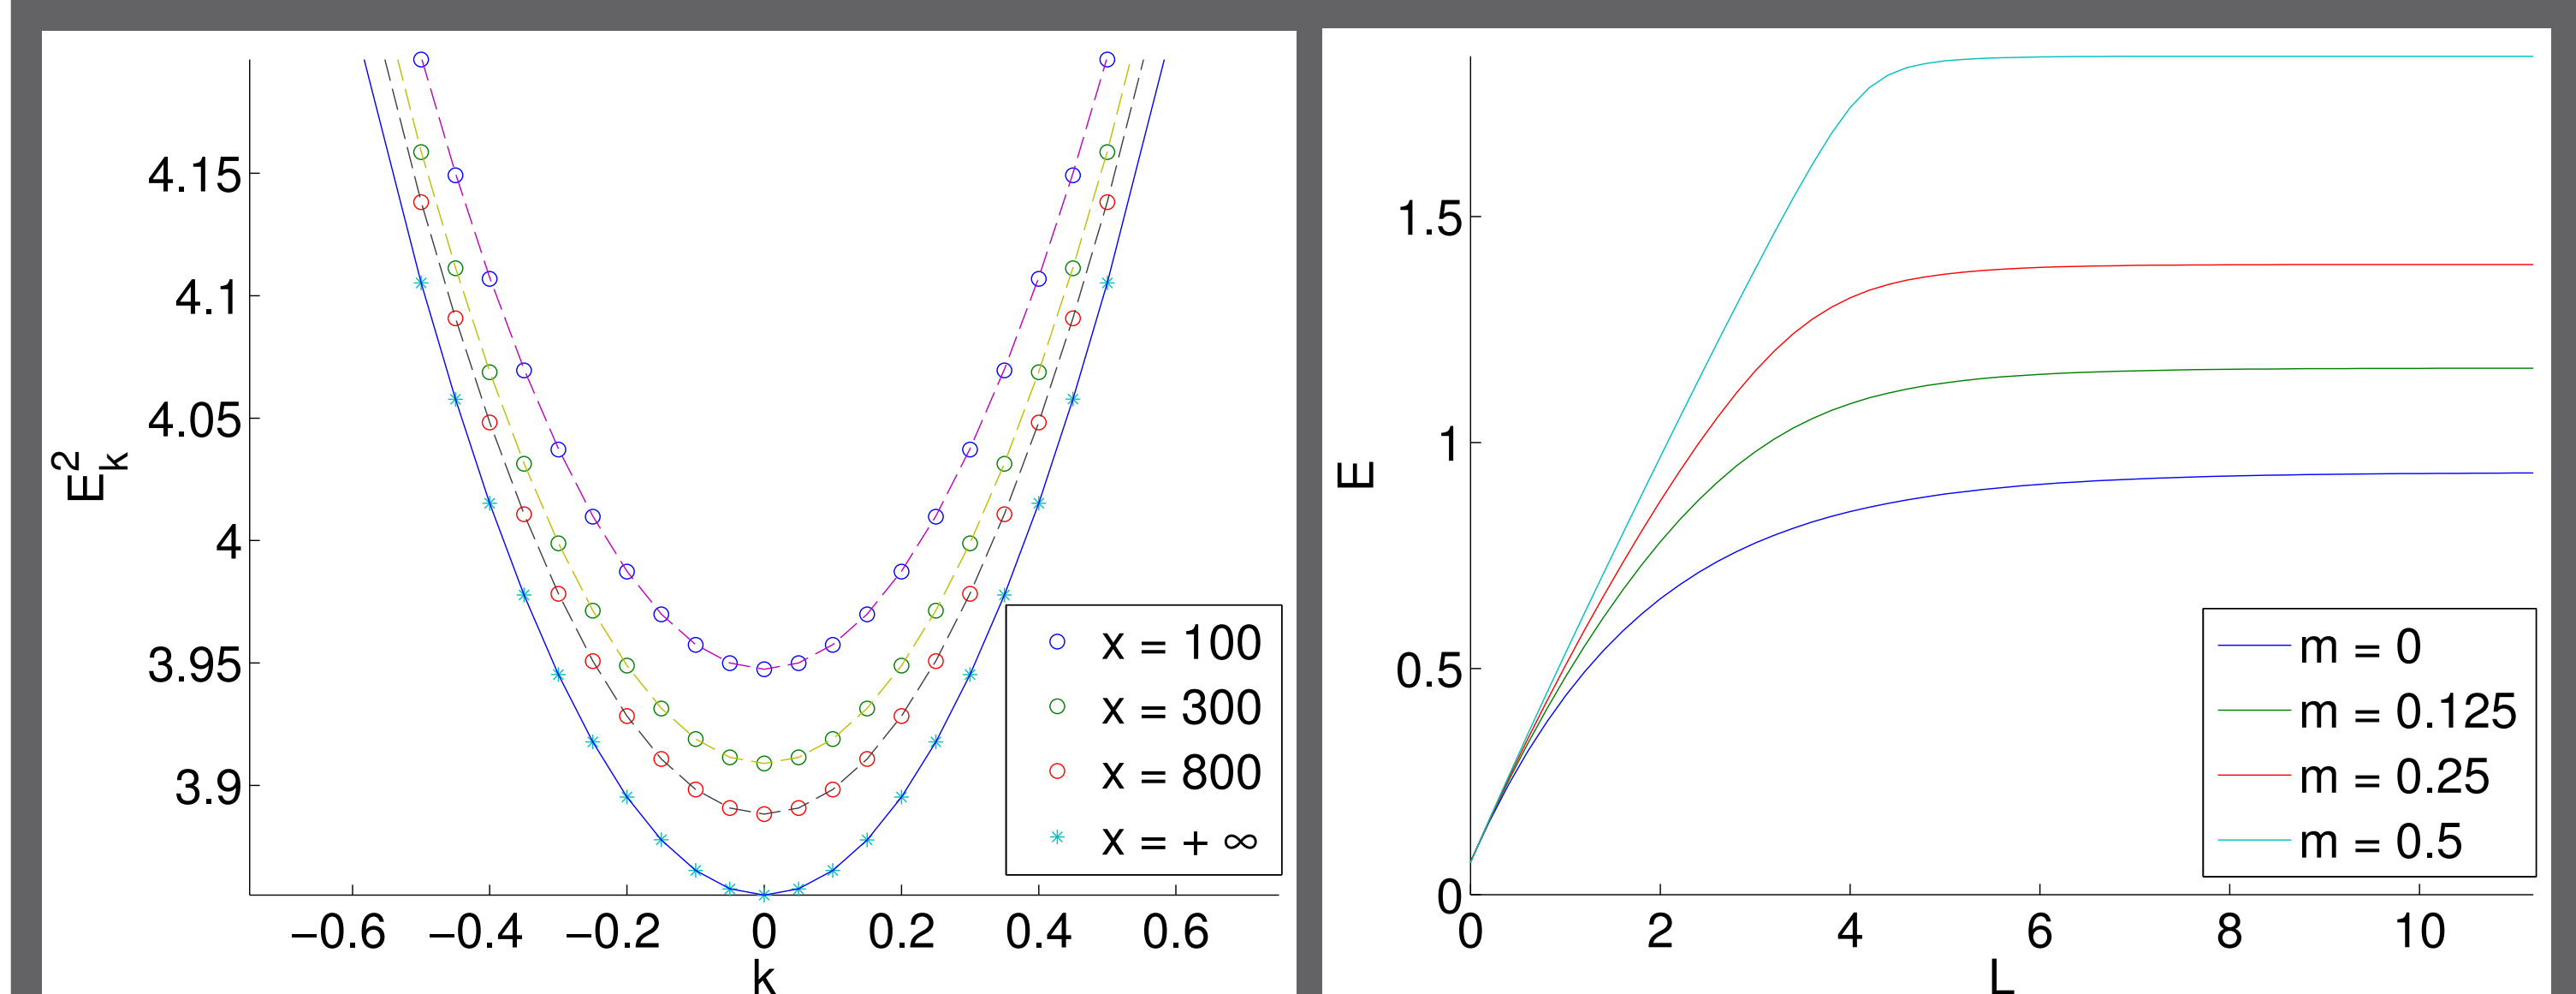 E_k^2
4.15
4.1
4.05
4
3.95
3.9
−0.6 −0.4 −0.2 0 0.2 0.4 0.6
k
x = 100
x = 300
x = 800
x = + ∞
E
1.5
1
0.5
0
0 2 4 6 8 10
L
m = 0
m = 0.125
m = 0.25
m = 0.5